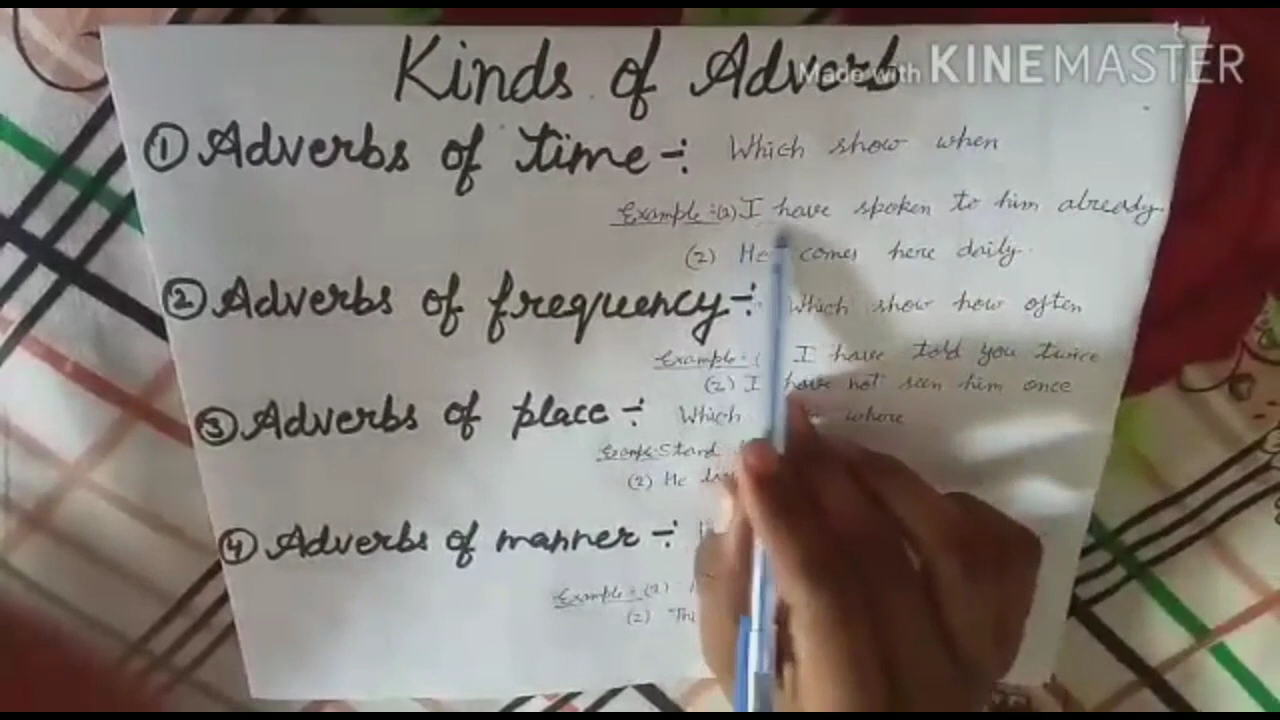 Kinds of Adverb
Made with KINEMASTER
① Adverbs of time -: Which show when
Example :-(a) I have spoken to him already.
(2) He comes here daily.
② Adverbs of frequency -: Which show how often
Example - I have told you twice
(2) I have not seen him once
③ Adverbs of place -: Which where
Example Stand
(2) He
④ Adverbs of manner -:
Example - (a)
(2)